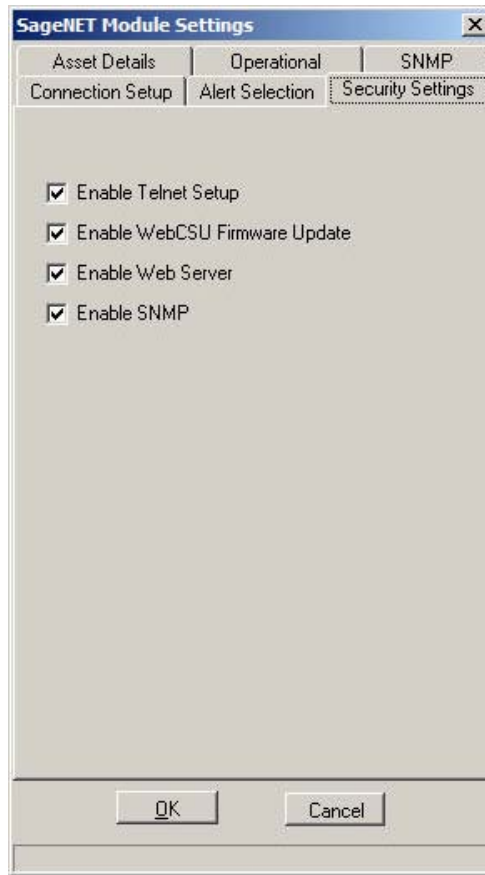 SageNET Module Settings
Asset Details Operational SNMP
Connection Setup Alert Selection Security Settings
Enable Telnet Setup
Enable WebCSU Firmware Update
Enable Web Server
Enable SNMP
OK Cancel